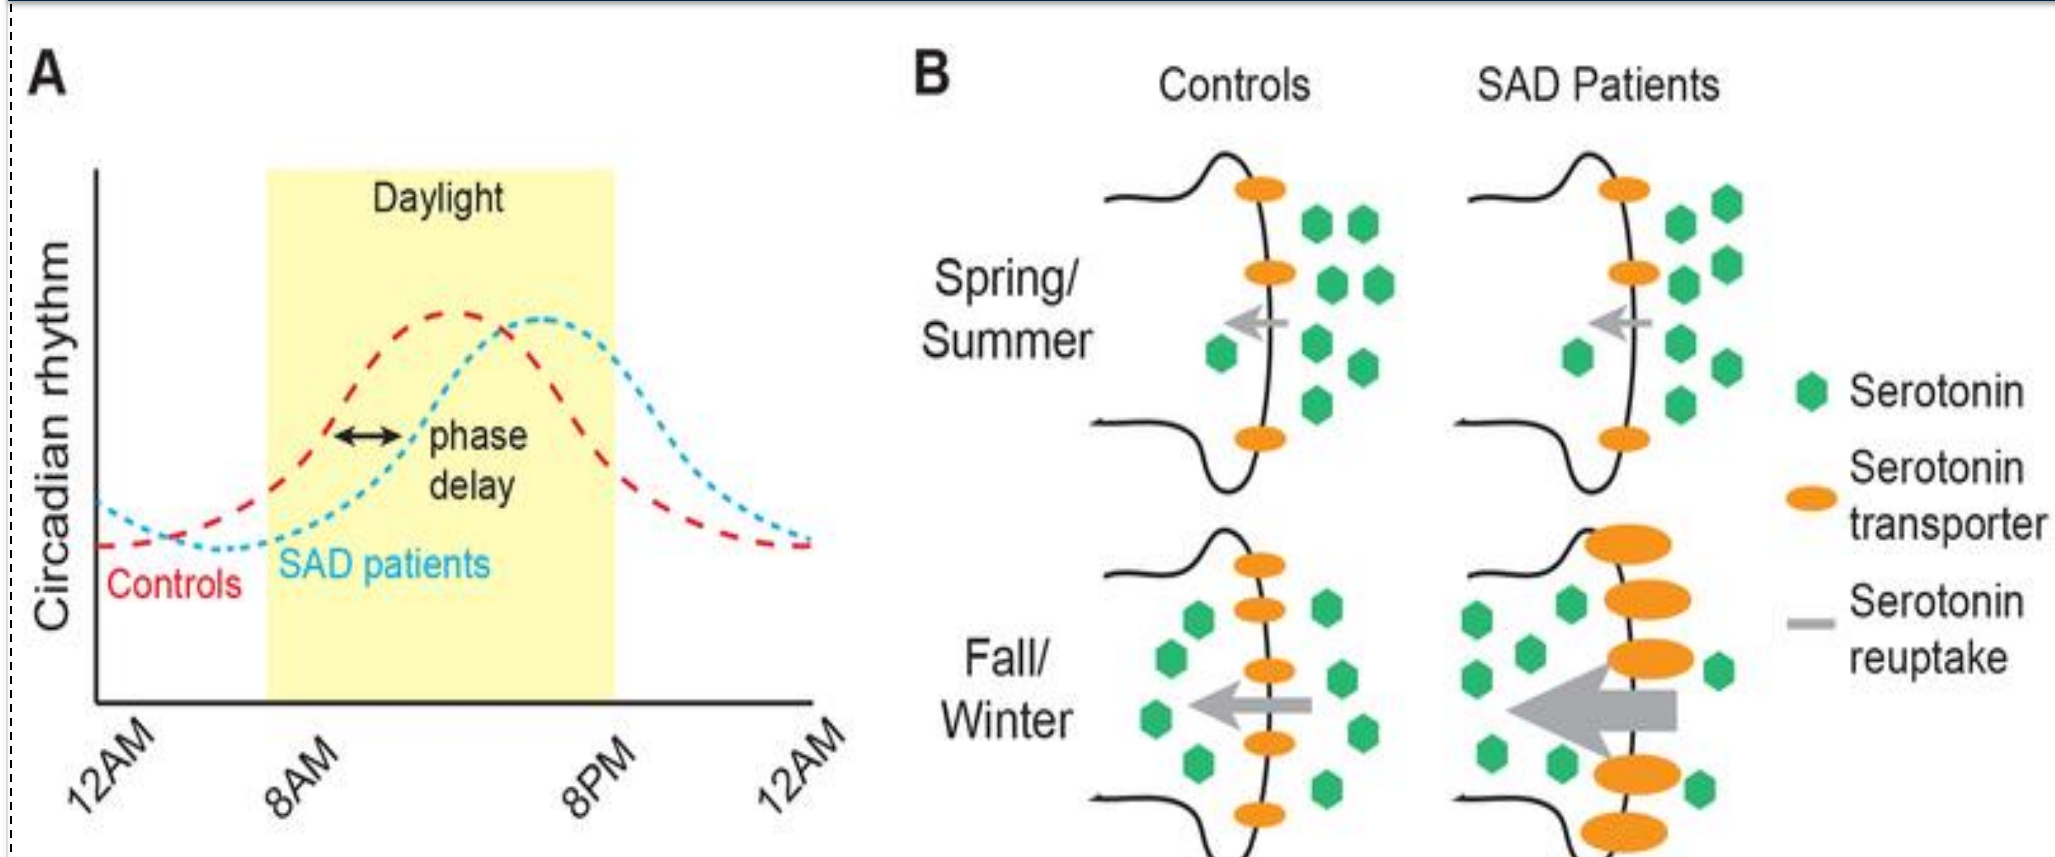 A
Daylight
Circadian rhythm
phase
delay
SAD patients
Controls
12AM
8AM
8PM
12AM
B
Controls
SAD Patients
Spring/
Summer
Fall/
Winter
Serotonin
Serotonin
transporter
Serotonin
reuptake